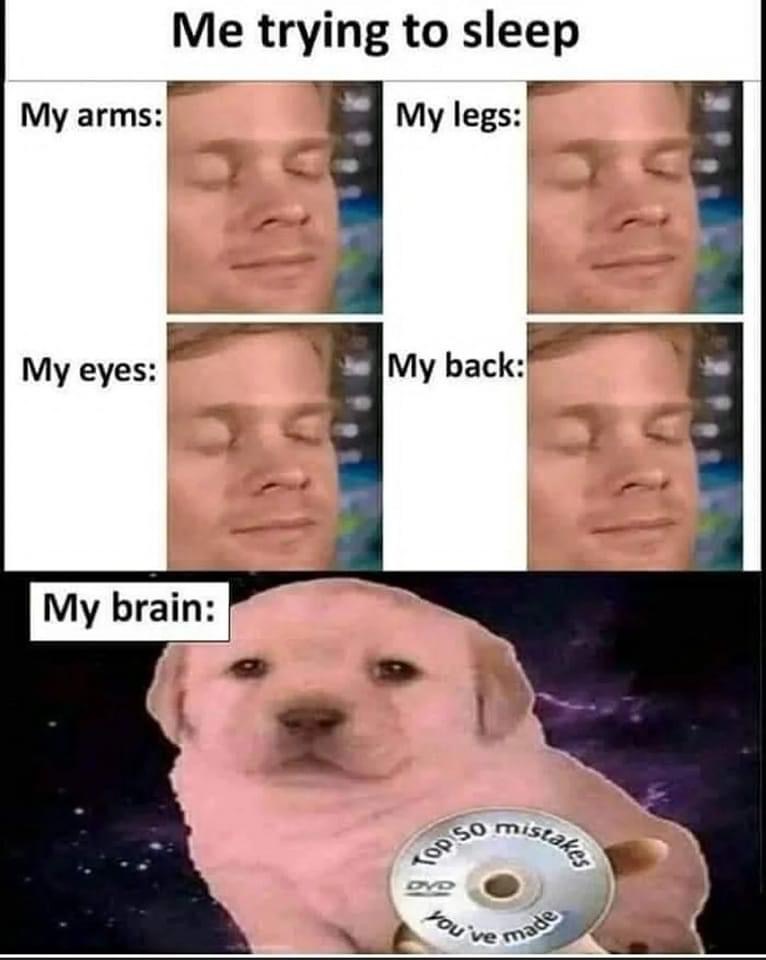 Me trying to sleep
My arms:
My legs:
My eyes:
My back:
My brain:
Top 50 mistakes
DVD
you've made